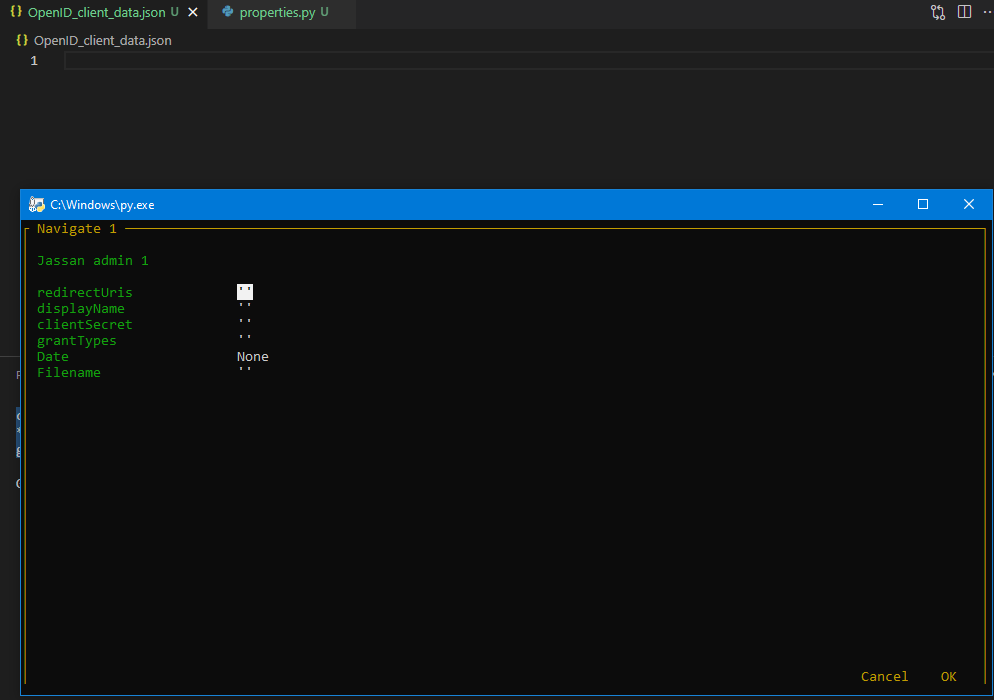 {} OpenID_client_data.json U
properties.py U
{} OpenID_client_data.json
1
C:\Windows\py.exe
Navigate 1
Jassan admin 1
redirectUris ''
displayName ''
clientSecret ''
grantTypes ''
Date None
Filename ''
Cancel OK